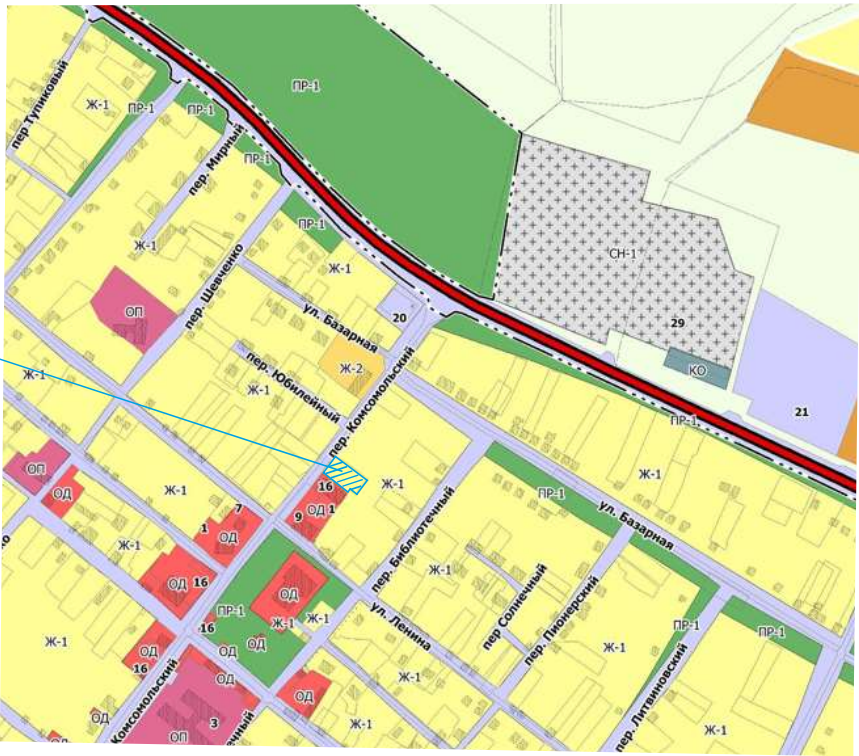 ПР-1
пер.Тупиковый
Ж-1
ПР-1
ПР-1
пер. Мирный
ПР-1
ПР-1
Ж-1
пер. Шевченко
Ж-1
СН-1
ОП
20
29
ул. Базарная
Ж-2
КО
Ж-1
пер. Юбилейный
Ж-1
пер. Комсомольский
21
ПР-1
ОП
ОД
Ж-1
16
Ж-1
Ж-1
ПР-1
7
1
ОД
9
ОД
1
ул. Базарная
Ж-1
пер. Библиотечный
ОД
16
ОД
Ж-1
пер Солнечный
ПР-1
Ж-1
Ж-1
ул. Ленина
пер. Пионерский
16
ОД
ПР-1
ПР-1
Ж-1
ОД
ОД
16
ОД
Ж-1
Ж-1
Комсомольский
ОД
ОД
пер. Литвиновский
ОД
3
ечный
Ж-1
Ж-1
ОП